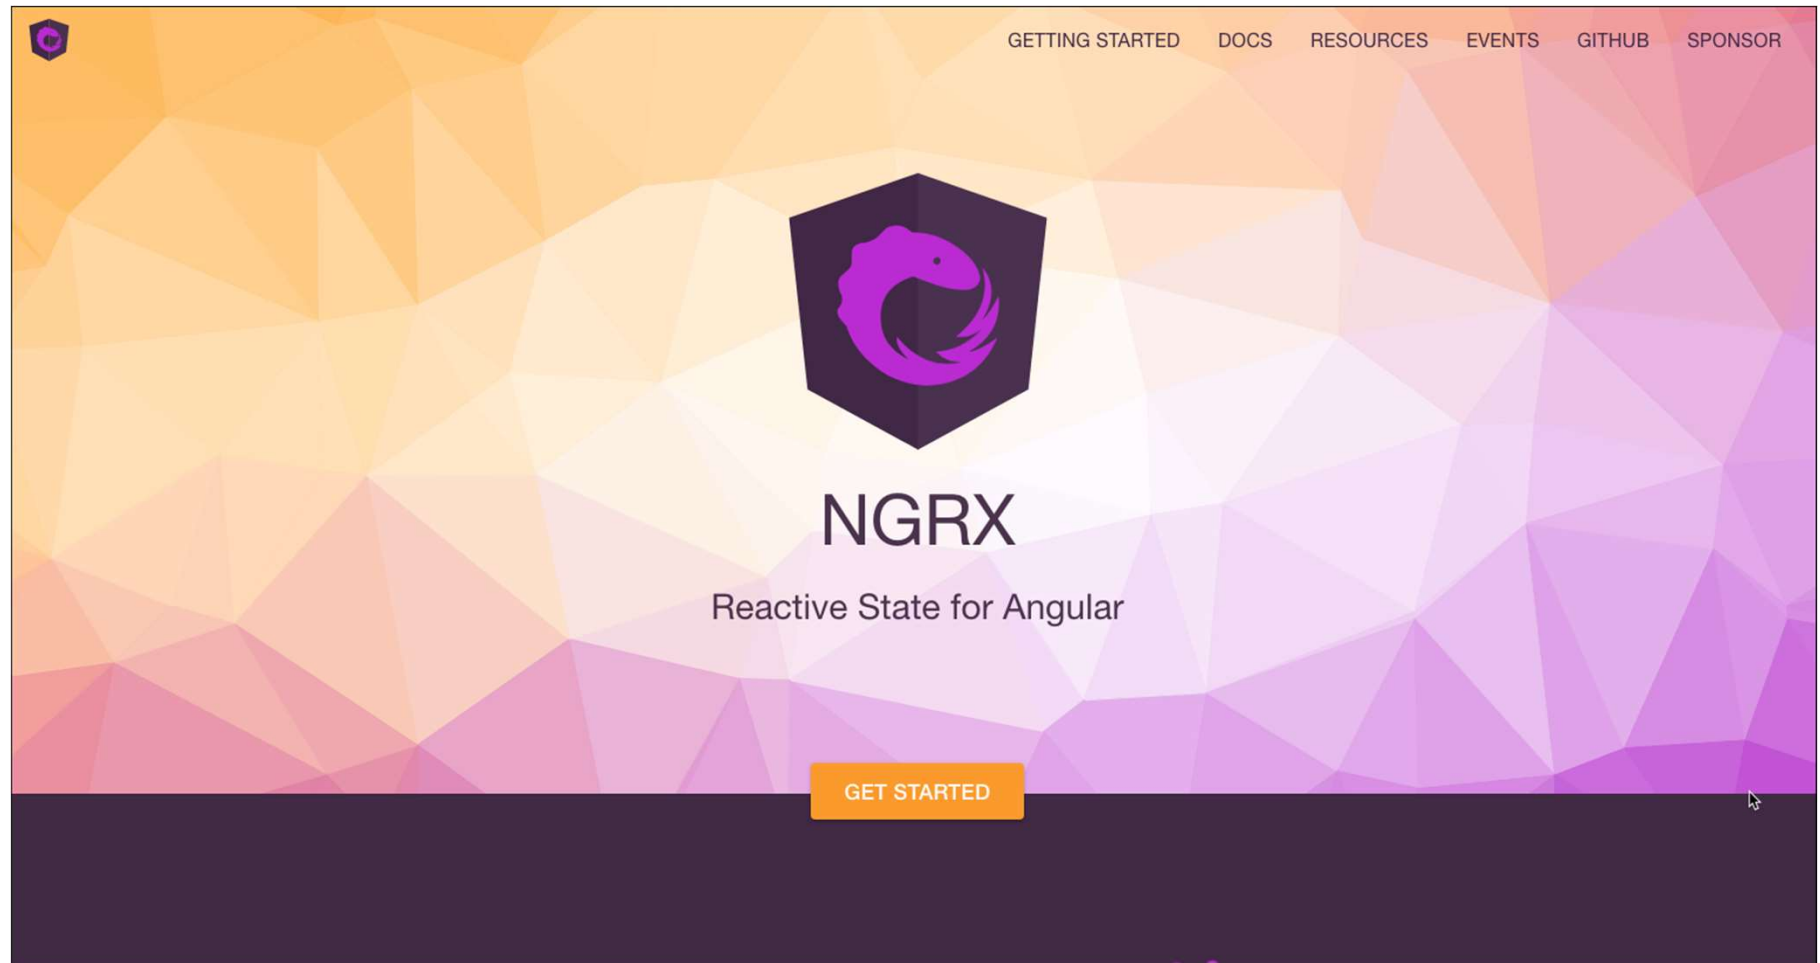 GETTING STARTED DOCS RESOURCES EVENTS GITHUB SPONSOR
NGRX
Reactive State for Angular
GET STARTED